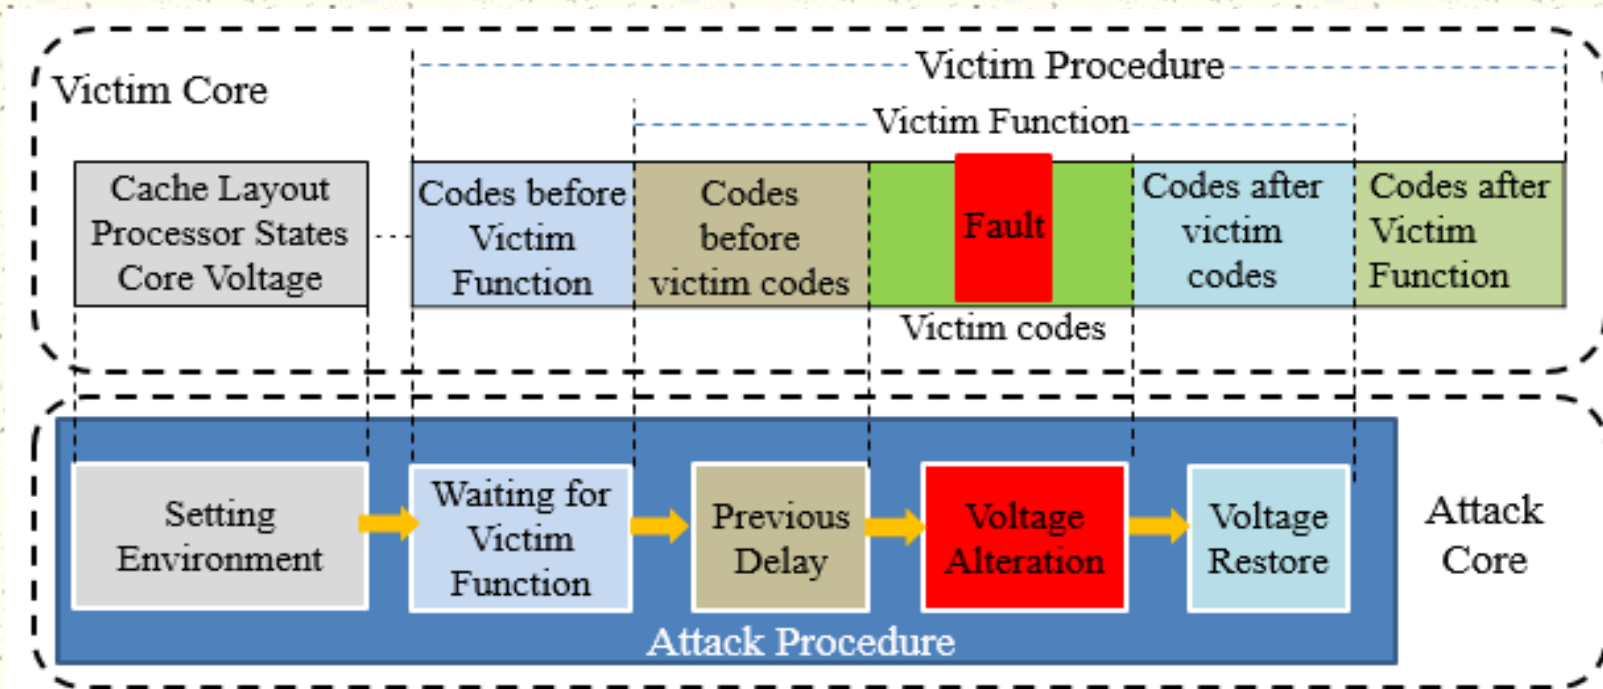 Victim Procedure
Victim Core
Victim Function
Cache Layout
Processor States
Core Voltage
Codes before
Victim
Function
Codes
before
victim codes
Fault
Victim codes
Codes after
victim
codes
Codes after
Victim
Function
Setting
Environment
Waiting for
Victim
Function
Previous
Delay
Voltage
Alteration
Voltage
Restore
Attack
Core
Attack Procedure